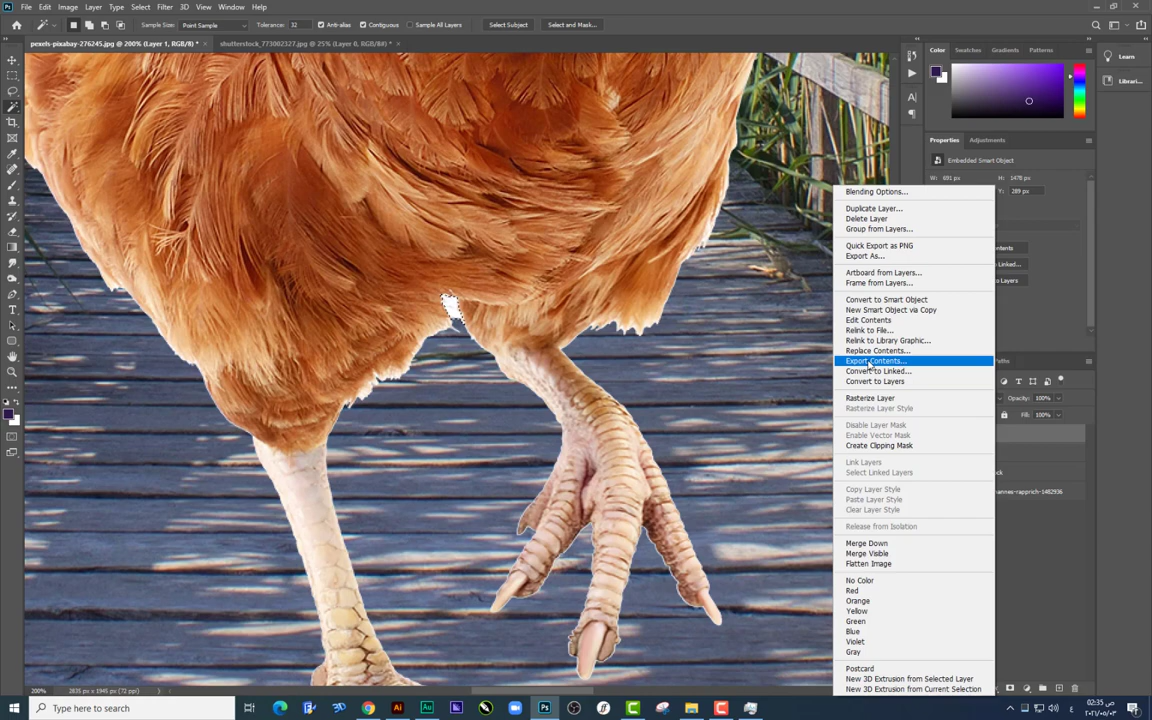 File Edit Image Layer Type Select Filter 3D View Window Help
Sample Size: Point Sample Tolerance: 32 Anti-alias Contiguous Sample All Layers Select Subject Select and Mask...
pexels-pixabay-276245.jpg @ 200% (Layer 1, RGB/8) * × shutterstock_773002327.jpg @ 25% (Layer 0, RGB/8#) * ×
Color Swatches Gradients Patterns
Learn
Librari...
Properties Adjustments
Embedded Smart Object
W: 691 px H: 1478 px
Y: 289 px
Blending Options...
Duplicate Layer...
Delete Layer
Group from Layers...
Quick Export as PNG
Export As...
Artboard from Layers...
Frame from Layers...
Convert to Smart Object
New Smart Object via Copy
Edit Contents
Relink to File...
Relink to Library Graphic...
Replace Contents...
Export Contents...
Convert to Linked...
Convert to Layers
Rasterize Layer
Rasterize Layer Style
Disable Layer Mask
Enable Vector Mask
Create Clipping Mask
Link Layers
Select Linked Layers
Copy Layer Style
Paste Layer Style
Clear Layer Style
Release from Isolation
Merge Down
Merge Visible
Flatten Image
No Color
Red
Orange
Yellow
Green
Blue
Violet
Gray
Postcard
New 3D Extrusion from Selected Layer
New 3D Extrusion from Current Selection
Opacity: 100%
Fill: 100%
200% 2835 px x 1945 px (72 ppi)
Type here to search
02:35 ص